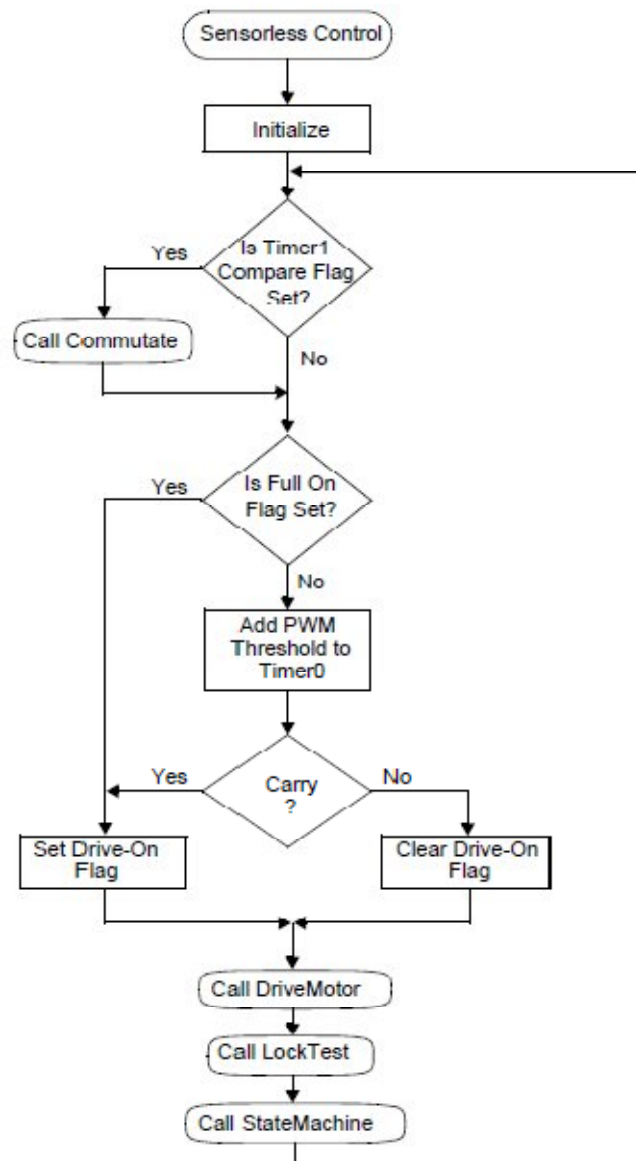 Sensorless Control
Initialize
Yes
Is Timer1
Compare Flag
Set?
Call Commutate
No
Yes
Is Full On
Flag Set?
No
Add PWM
Threshold to
Timer0
Yes
Carry
?
No
Set Drive-On
Flag
Clear Drive-On
Flag
Call DriveMotor
Call LockTest
Call StateMachine